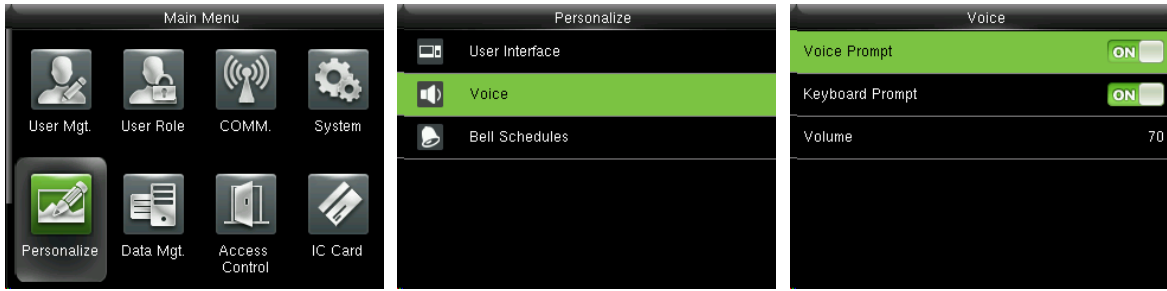 Main Menu
User Mgt.
User Role
COMM.
System
Personalize
Data Mgt.
Access
Control
IC Card
Personalize
User Interface
Voice
Bell Schedules
Voice
Voice Prompt
ON
Keyboard Prompt
ON
Volume
70